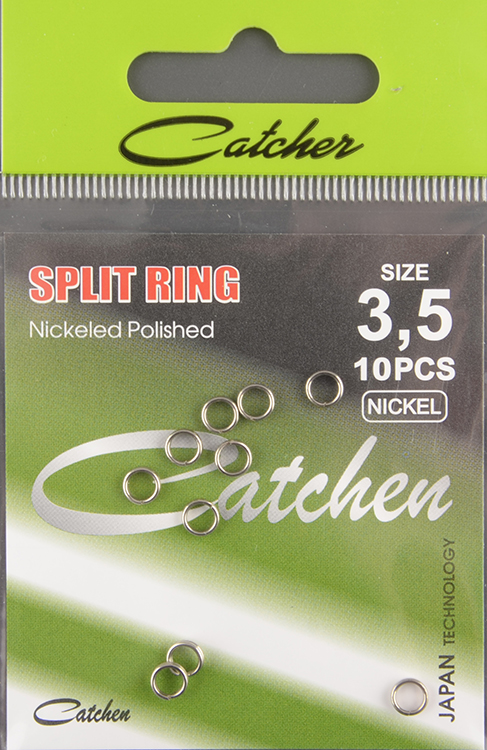 Catcher
SPLIT RING
Nickeled Polished
SIZE
3,5
10PCS
NICKEL
Catchen
JAPAN TECHNOLOGY
Catchen